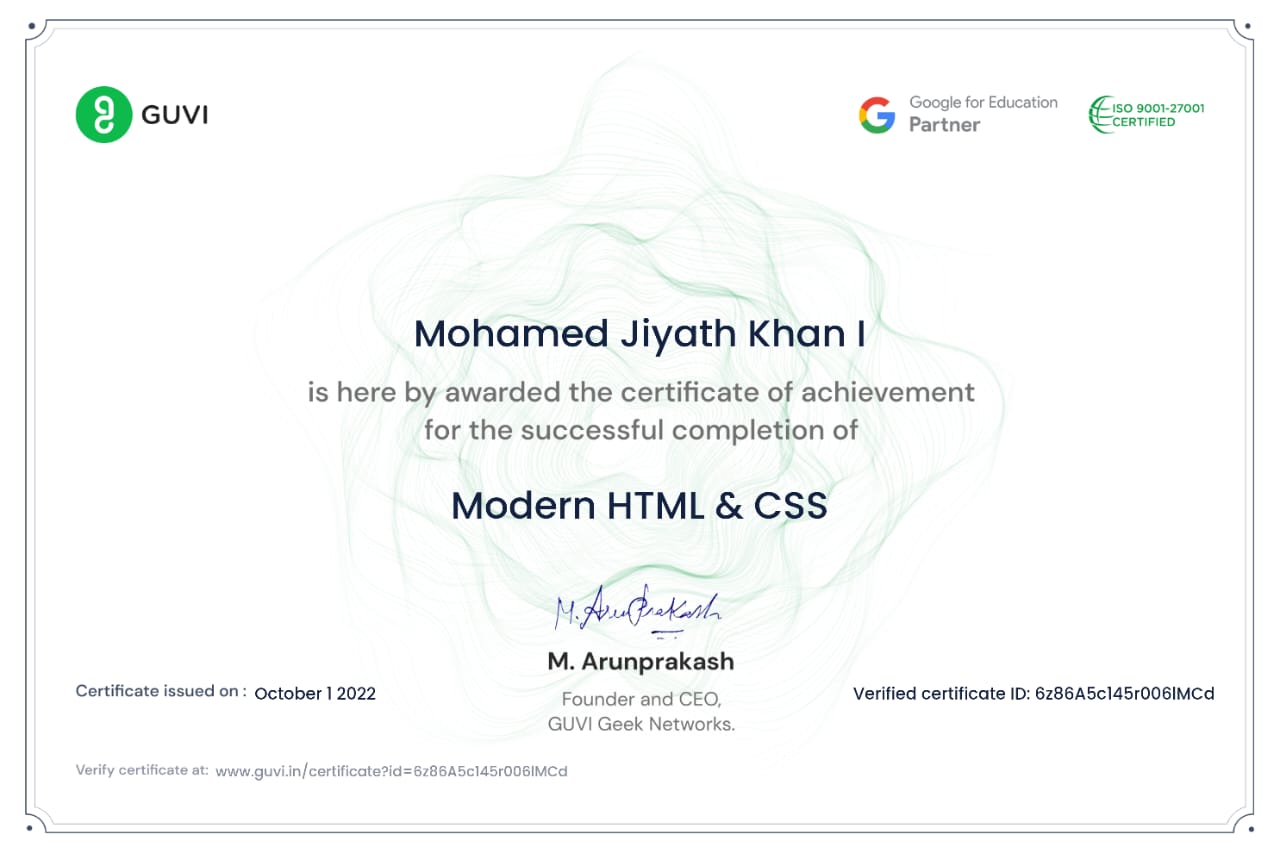 GUVI
Google for Education
Partner
ISO 9001-27001
CERTIFIED
Mohamed Jiyath Khan I
is here by awarded the certificate of achievement
for the successful completion of
Modern HTML & CSS
M. Arunprakash
M. Arunprakash
Founder and CEO,
GUVI Geek Networks.
Certificate issued on : October 1 2022
Verified certificate ID: 6z86A5c145r006lMCd
Verify certificate at: www.guvi.in/certificate?id=6z86A5c145r006lMCd